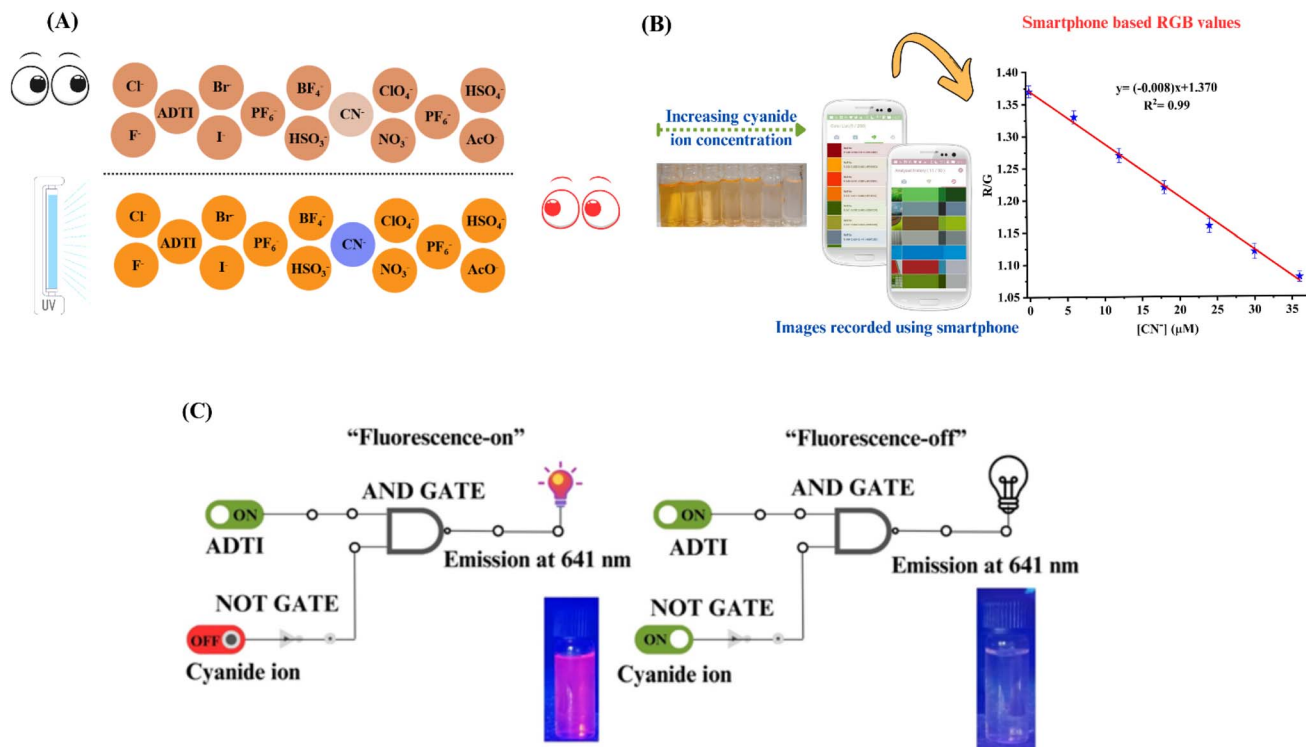 (A)
Cl-
Br-
BF4-
ClO4-
HSO4-
ADTI
PF6-
CN-
PF6-
F-
I-
HSO3-
NO3-
AcO-
Cl-
Br-
BF4-
ClO4-
HSO4-
ADTI
PF6-
CN-
PF6-
F-
I-
HSO3-
NO3-
AcO-
UV
(B)
Smartphone based RGB values
Increasing cyanide
ion concentration
Images recorded using smartphone
y= (-0.008)x+1.370
R2= 0.99
R/G
1.40
1.35
1.30
1.25
1.20
1.15
1.10
1.05
0 5 10 15 20 25 30 35
[CN-] (μM)
(C)
“Fluorescence-on”
AND GATE
ON
ADTI
Emission at 641 nm
NOT GATE
OFF
Cyanide ion
“Fluorescence-off”
AND GATE
ON
ADTI
Emission at 641 nm
NOT GATE
ON
Cyanide ion